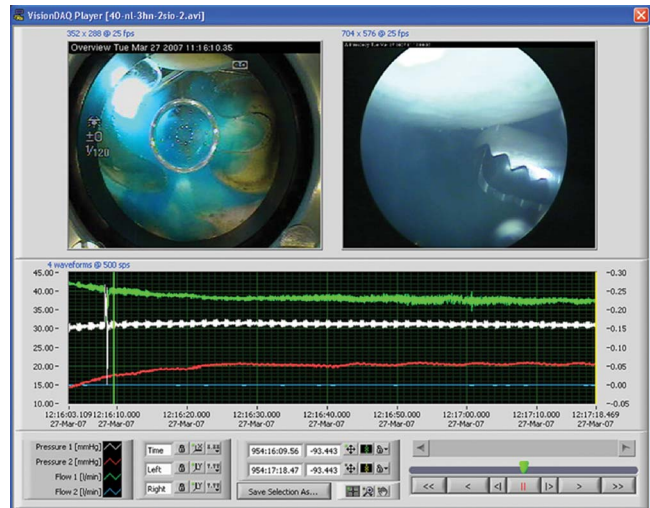 VisionDAQ Player [40-nl-3hn-2sio-2.avi]
352 x 288 @ 25 fps
704 x 576 @ 25 fps
Overview Tue Mar 27 2007 11:16:10.35
±0
1/120
4 waveforms @ 500 sps
45.00
40.00
35.00
30.00
25.00
20.00
15.00
10.00
0.30
0.25
0.20
0.15
0.10
0.05
-0.00
-0.05
12:16:03.109 12:16:10.000 12:16:20.000 12:16:30.000 12:16:40.000 12:16:50.000 12:17:00.000 12:17:10.000 12:17:18.469
27-Mar-07 27-Mar-07 27-Mar-07 27-Mar-07 27-Mar-07 27-Mar-07 27-Mar-07 27-Mar-07 27-Mar-07
Pressure 1 [mmHg]
Pressure 2 [mmHg]
Flow 1 [l/min]
Flow 2 [l/min]
Time
Left
Right
954:16:09.56 -93.443
954:17:18.47 -93.443
Save Selection As...
<< < <| || |> > >>